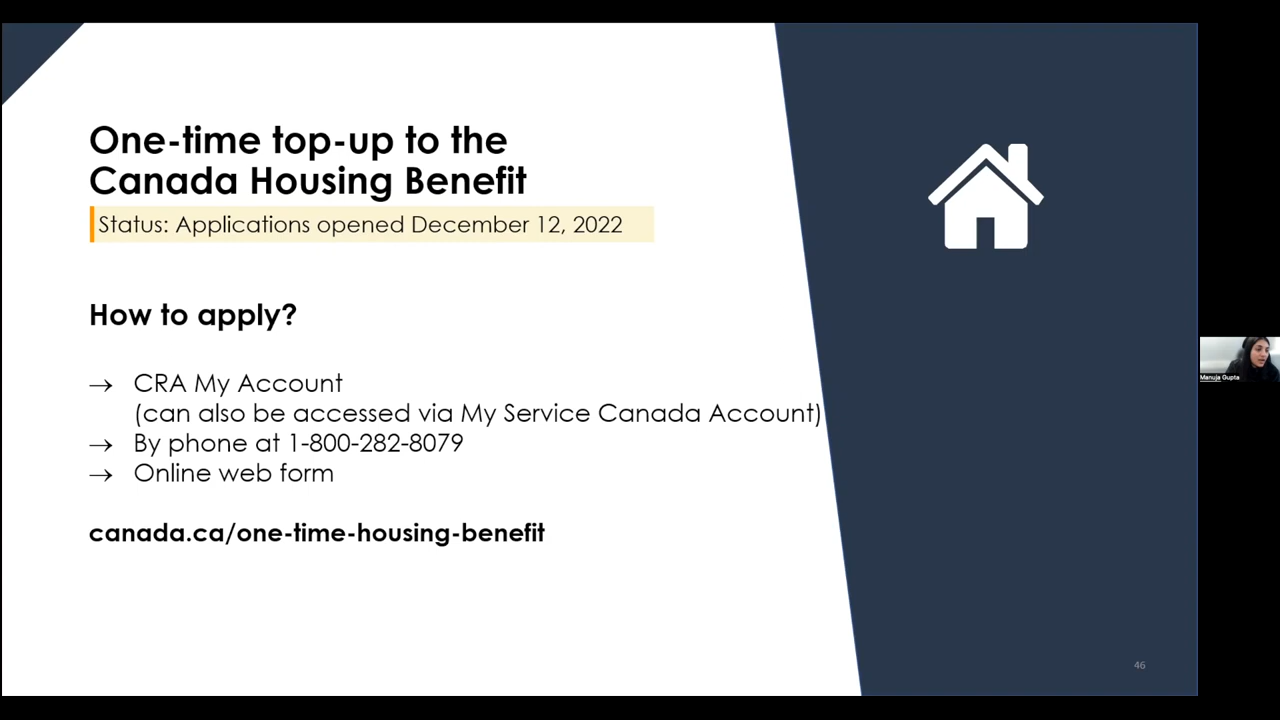 One-time top-up to the
Canada Housing Benefit
Status: Applications opened December 12, 2022
How to apply?
→ CRA My Account
(can also be accessed via My Service Canada Account)
→ By phone at 1-800-282-8079
→ Online web form
canada.ca/one-time-housing-benefit
Manuja Gupta
46